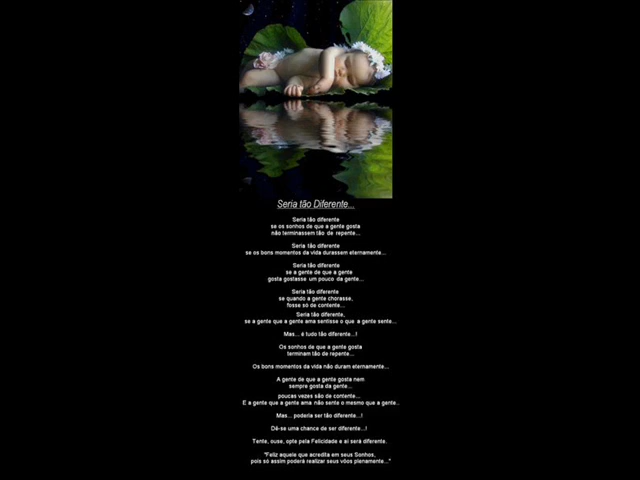 Seria tão Diferente...
Seria tão diferente
se os sonhos de que a gente gosta
não terminassem tão de repente...
Seria tão diferente
se os bons momentos da vida durassem eternamente...
Seria tão diferente
se a gente de que a gente
gosta gostasse um pouco da gente...
Seria tão diferente
se quando a gente chorasse,
fosse só de contente...
Seria tão diferente,
se a gente que a gente ama sentisse o que a gente sente...
Mas... é tudo tão diferente...!
Os sonhos de que a gente gosta
terminam tão de repente...
Os bons momentos da vida não duram eternamente...
A gente de que a gente gosta nem
sempre gosta da gente...
poucas vezes são de contente...
E a gente que a gente ama não sente o mesmo que a gente..
Mas... poderia ser tão diferente...!
Dê-se uma chance de ser diferente...!
Tente, ouse, opte pela Felicidade e aí será diferente.
"Feliz aquele que acredita em seus Sonhos,
pois só assim poderá realizar seus vôos plenamente..."